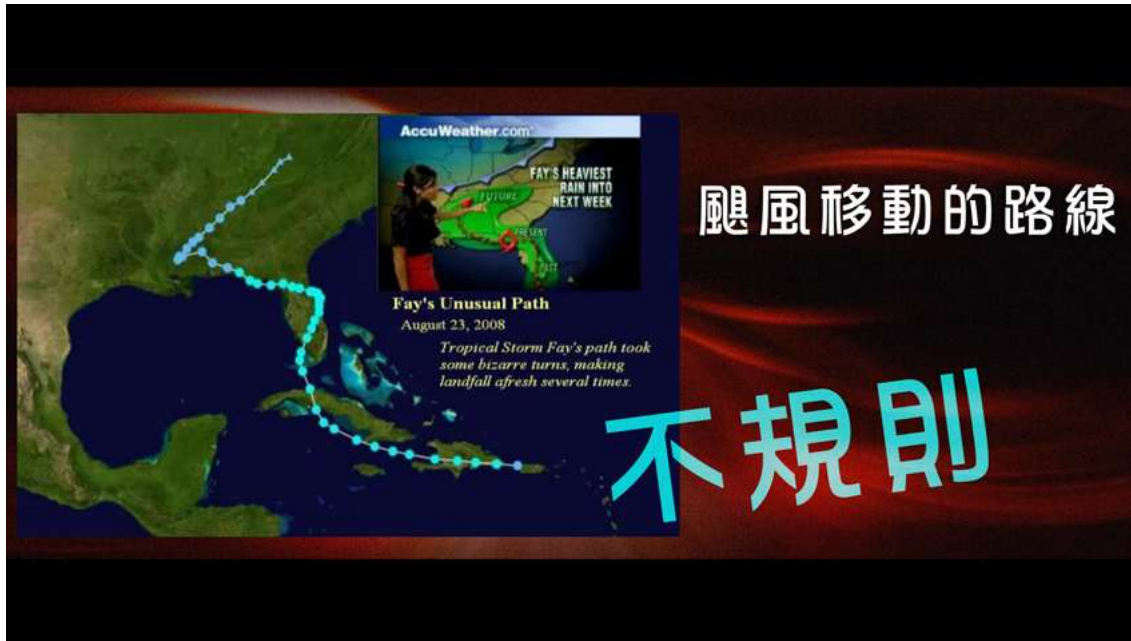 AccuWeather.com
FAY'S HEAVIEST
RAIN INTO
NEXT WEEK
FUTURE
PRESENT
PAST
Fay's Unusual Path
August 23, 2008
Tropical Storm Fay's path took
some bizarre turns, making
landfall afresh several times.
颶風移動的路線
不規則